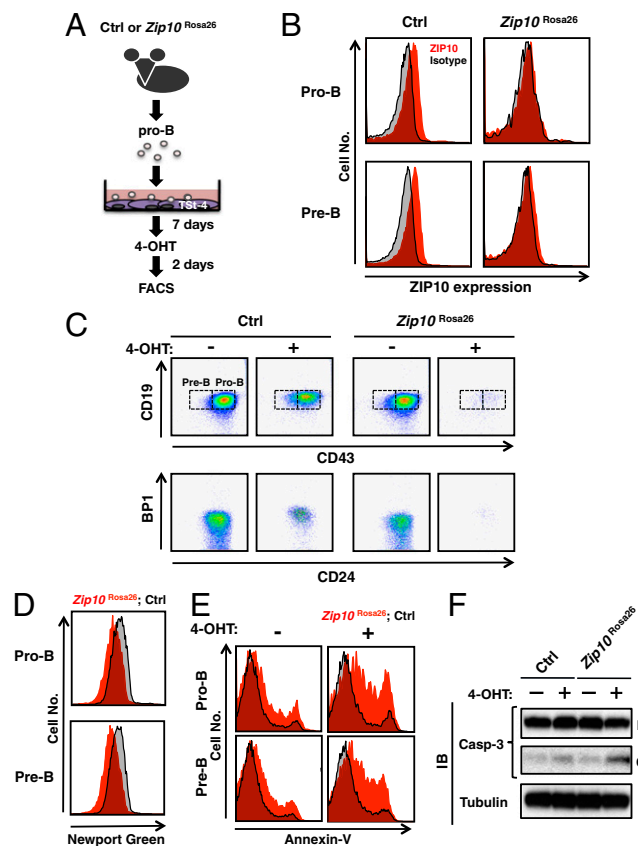 A
Ctrl or Zip10 Rosa26
pro-B
TSt-4
7 days
4-OHT
2 days
FACS
B
Ctrl
Zip10 Rosa26
ZIP10
Isotype
Pro-B
Pre-B
Cell No.
ZIP10 expression
C
Ctrl
Zip10 Rosa26
4-OHT: - + - +
Pre-B Pro-B
CD19
CD43
BP1
CD24
D
Zip10 Rosa26; Ctrl
Pro-B
Pre-B
Cell No.
Newport Green
E
Zip10 Rosa26; Ctrl
4-OHT: - +
Pro-B
Pre-B
Cell No.
Annexin-V
F
Ctrl
Zip10 Rosa26
4-OHT: − + − +
IB
Casp-3
Tubulin